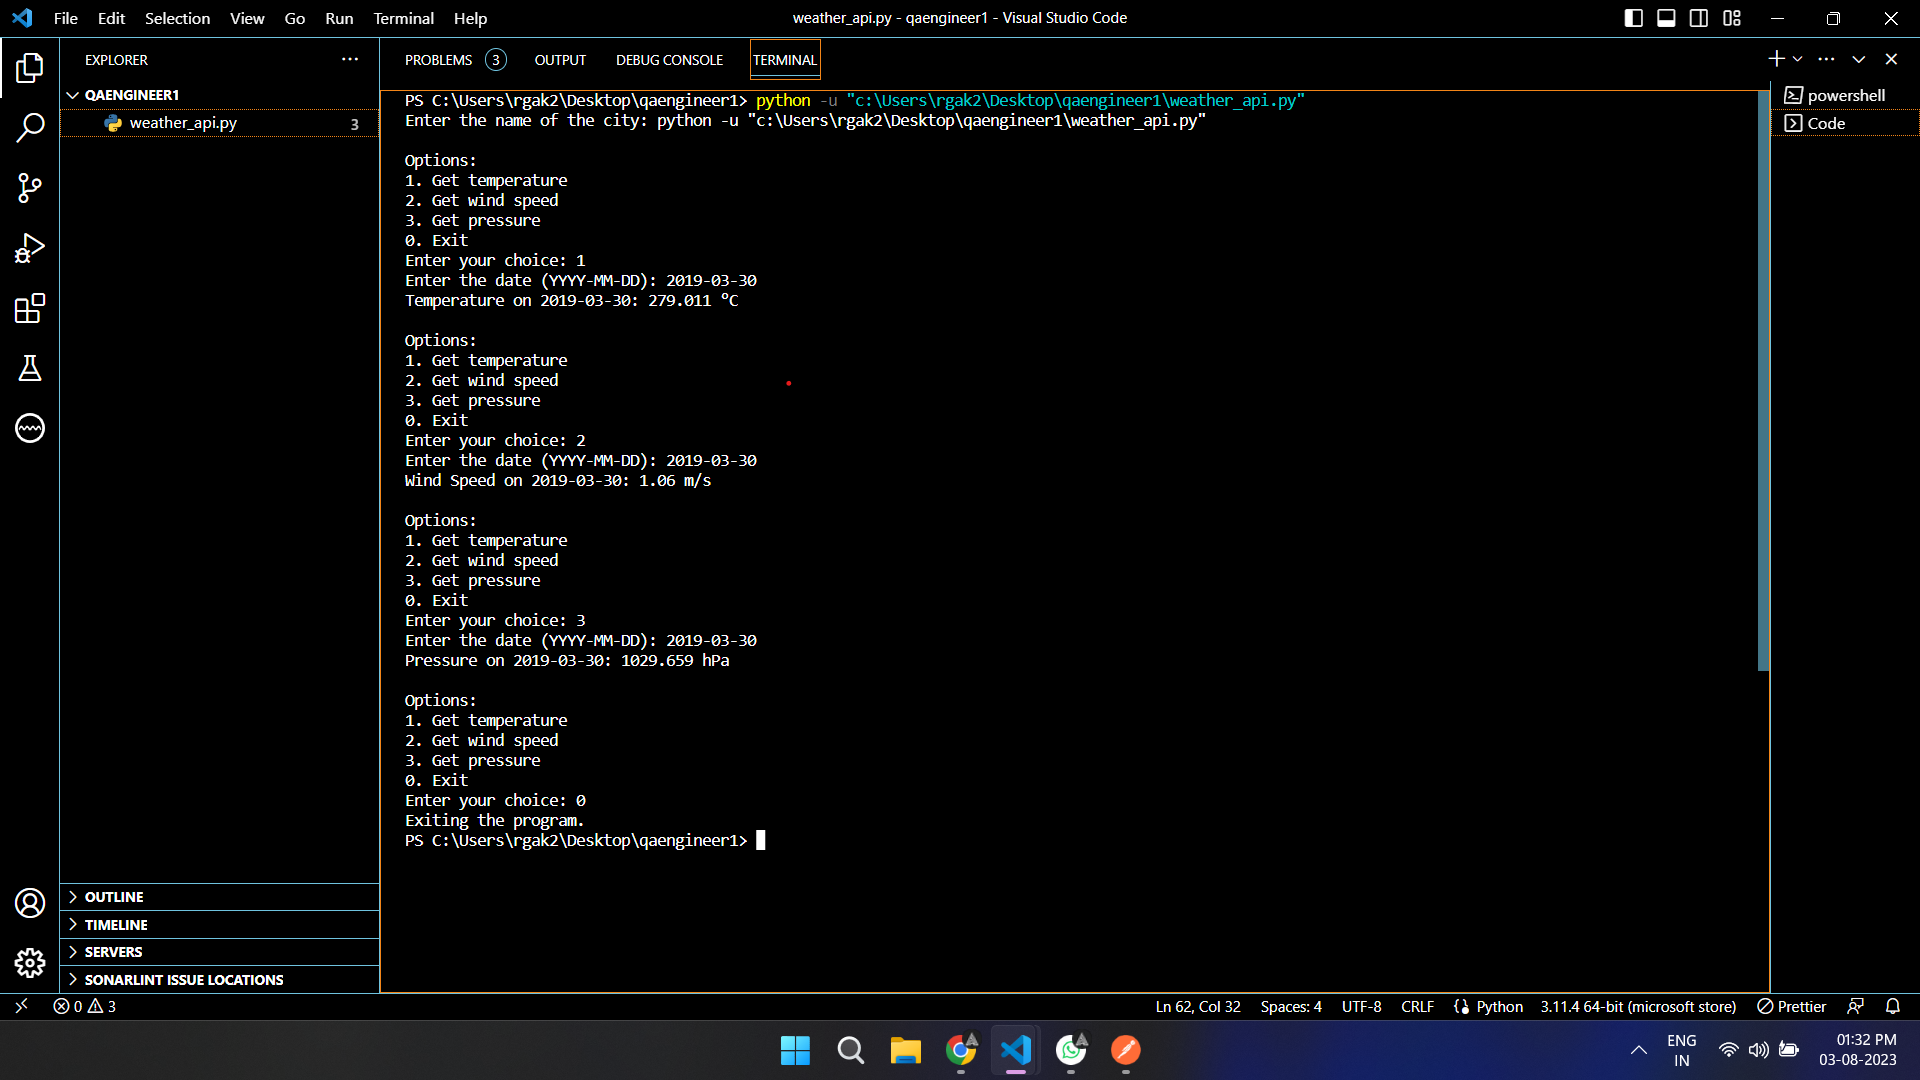 File Edit Selection View Go Run Terminal Help
weather_api.py - qaengineer1 - Visual Studio Code
EXPLORER
QAENGINEER1
weather_api.py 3
OUTLINE
TIMELINE
SERVERS
SONARLINT ISSUE LOCATIONS
PROBLEMS 3 OUTPUT DEBUG CONSOLE TERMINAL
PS C:\Users\rgak2\Desktop\qaengineer1> python -u "c:\Users\rgak2\Desktop\qaengineer1\weather_api.py"
Enter the name of the city: python -u "c:\Users\rgak2\Desktop\qaengineer1\weather_api.py"
Options:
1. Get temperature
2. Get wind speed
3. Get pressure
0. Exit
Enter your choice: 1
Enter the date (YYYY-MM-DD): 2019-03-30
Temperature on 2019-03-30: 279.011 °C
Options:
1. Get temperature
2. Get wind speed
3. Get pressure
0. Exit
Enter your choice: 2
Enter the date (YYYY-MM-DD): 2019-03-30
Wind Speed on 2019-03-30: 1.06 m/s
Options:
1. Get temperature
2. Get wind speed
3. Get pressure
0. Exit
Enter your choice: 3
Enter the date (YYYY-MM-DD): 2019-03-30
Pressure on 2019-03-30: 1029.659 hPa
Options:
1. Get temperature
2. Get wind speed
3. Get pressure
0. Exit
Enter your choice: 0
Exiting the program.
PS C:\Users\rgak2\Desktop\qaengineer1>
powershell
Code
0 3
Ln 62, Col 32 Spaces: 4 UTF-8 CRLF Python 3.11.4 64-bit (microsoft store) Prettier
ENG
IN
01:32 PM
03-08-2023